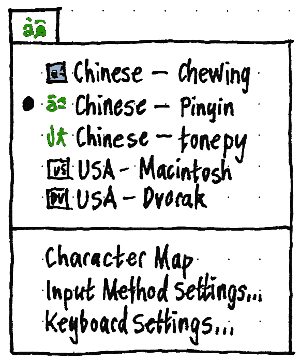 Chinese – Chewing
Chinese – Pinyin
Chinese – tonepy
USA – Macintosh
USA – Dvorak
Character Map
Input Method Settings...
Keyboard Settings...